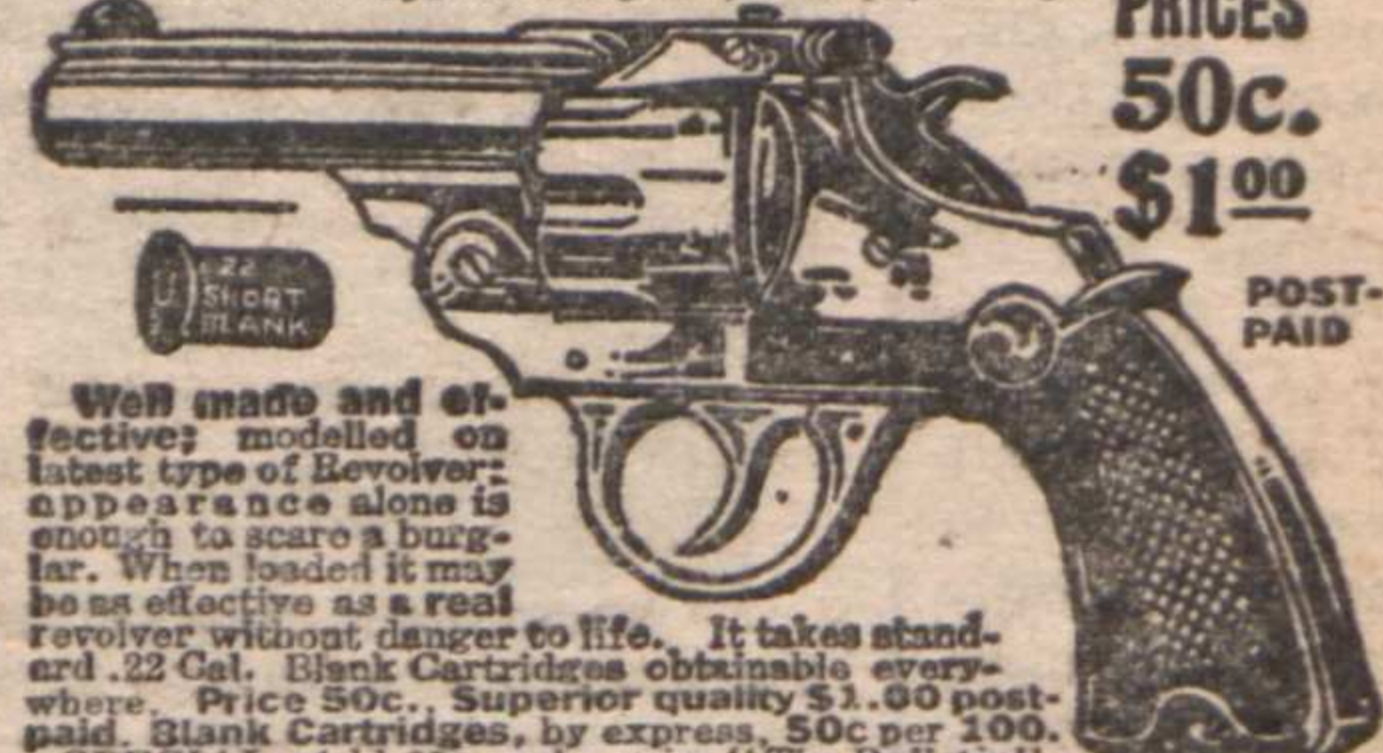 PRICES
50c.
$1.00
POST-
PAID
U.S.
.22
SHORT
BLANK
Well made and ef-
fective; modelled on
latest type of Revolver;
appearance alone is
enough to scare a burg-
lar. When loaded it may
be as effective as a real
revolver without danger to life. It takes stand-
ard .22 Cal. Blank Cartridges obtainable every-
where. Price 50c., Superior quality $1.00 post-
paid. Blank Cartridges, by express, 50c per 100.